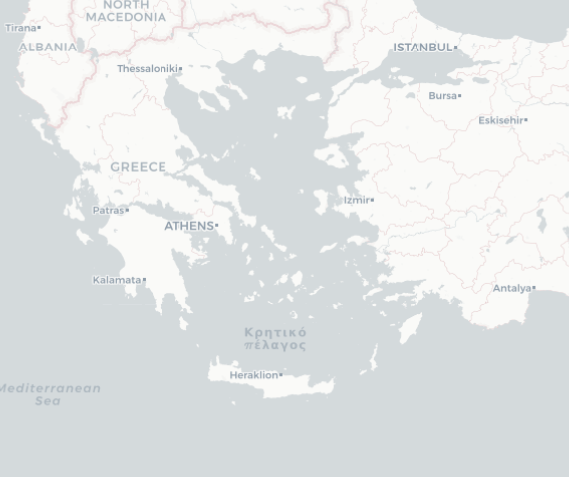 NORTH
MACEDONIA
Tirana
ALBANIA
ISTANBUL
Thessaloniki
Bursa
Eskisehir
GREECE
Izmir
Patras
ATHENS
Kalamata
Antalya
Κρητικό
πέλαγος
Heraklion
Mediterranean
Sea